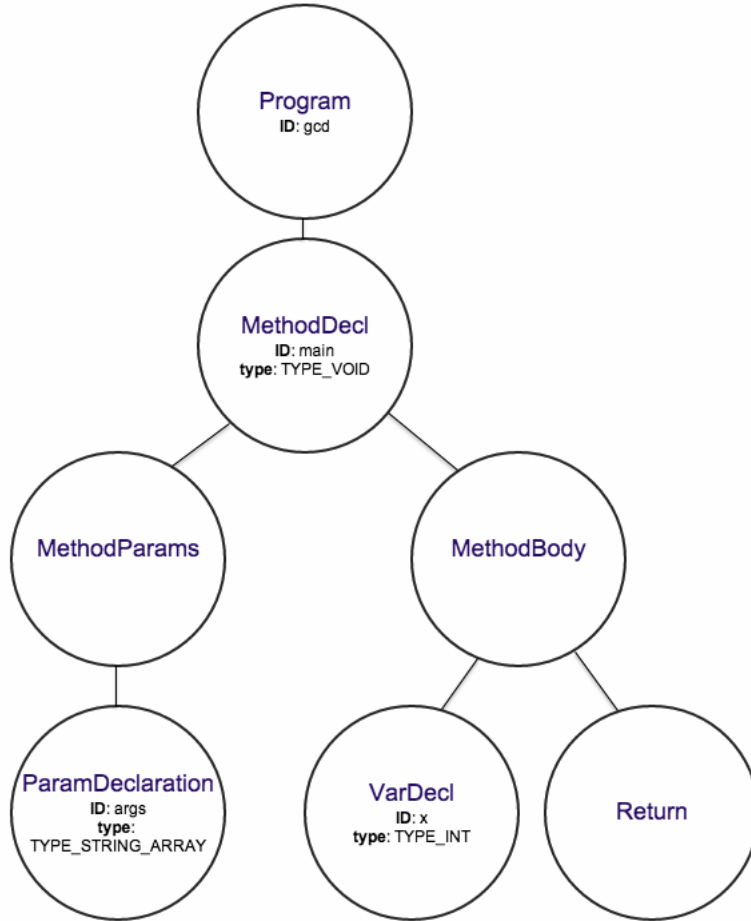 Program
ID: gcd
MethodDecl
ID: main
type: TYPE_VOID
MethodParams
MethodBody
ParamDeclaration
ID: args
type:
TYPE_STRING_ARRAY
VarDecl
ID: x
type: TYPE_INT
Return